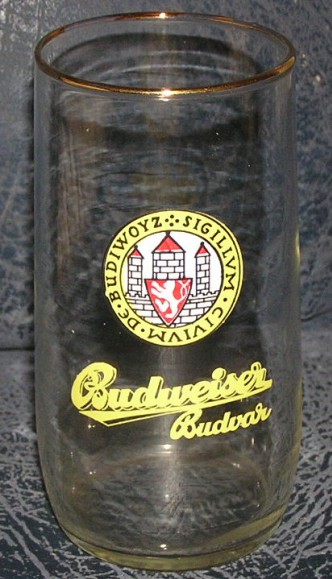 ✥ SIGILLVM · CIVIVM · DE · BUDIWOYZ
Budweiser
Budvar